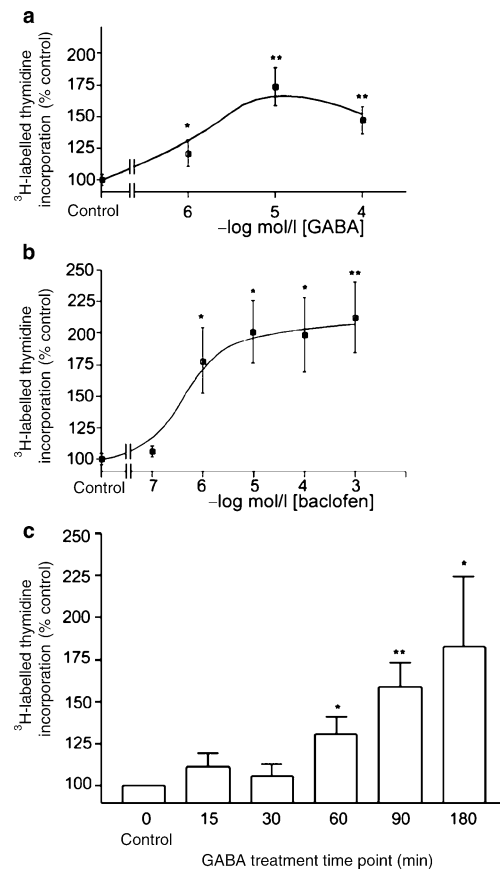 a
³H-labelled thymidine
incorporation (% control)
200
175
150
125
100
*
**
**
Control
6
5
4
–log mol/l [GABA]
b
³H-labelled thymidine
incorporation (% control)
250
225
200
175
150
125
100
*
*
*
**
Control
7
6
5
4
3
–log mol/l [baclofen]
c
³H-labelled thymidine
incorporation (% control)
250
225
200
175
150
125
100
*
**
*
0
15
30
60
90
180
Control
GABA treatment time point (min)